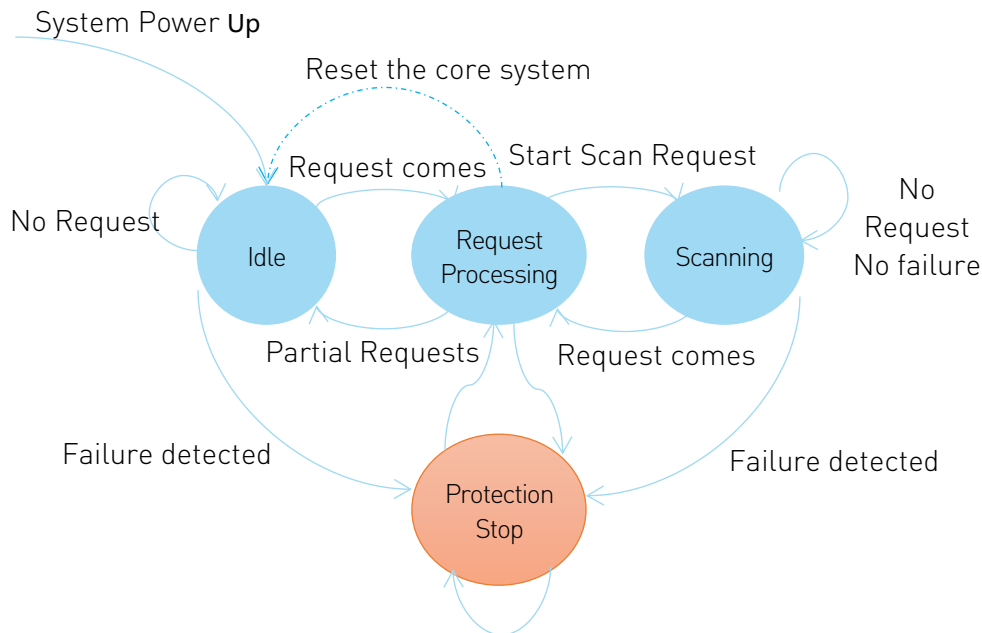 System Power Up
Reset the core system
Request comes
Start Scan Request
No Request
No
Request
No failure
Idle
Request
Processing
Scanning
Partial Requests
Request comes
Failure detected
Failure detected
Protection
Stop